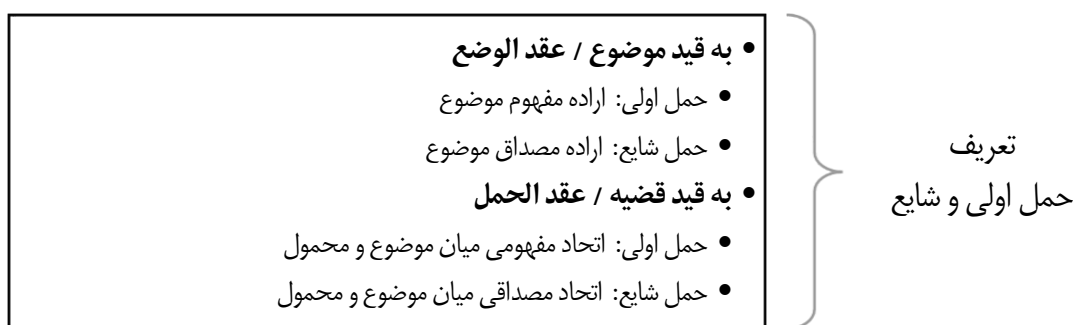 تعریف
حمل اولی و شایع
• به قید موضوع / عقد الوضع
• حمل اولی: اراده مفهوم موضوع
• حمل شایع: اراده مصداق موضوع
• به قید قضیه / عقد الحمل
• حمل اولی: اتحاد مفهومی میان موضوع و محمول
• حمل شایع: اتحاد مصداقی میان موضوع و محمول